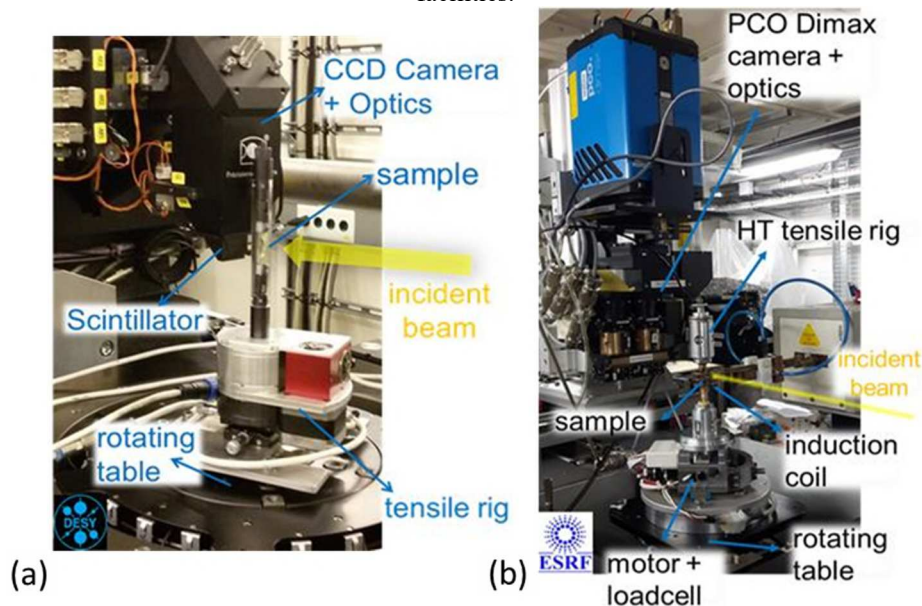 CCD Camera
+ Optics
sample
incident
beam
Scintillator
rotating
table
tensile rig
DESY
(a)
PCO Dimax
camera +
optics
pco.
HT tensile rig
incident
beam
sample
induction
coil
rotating
table
motor +
loadcell
ESRF
(b)